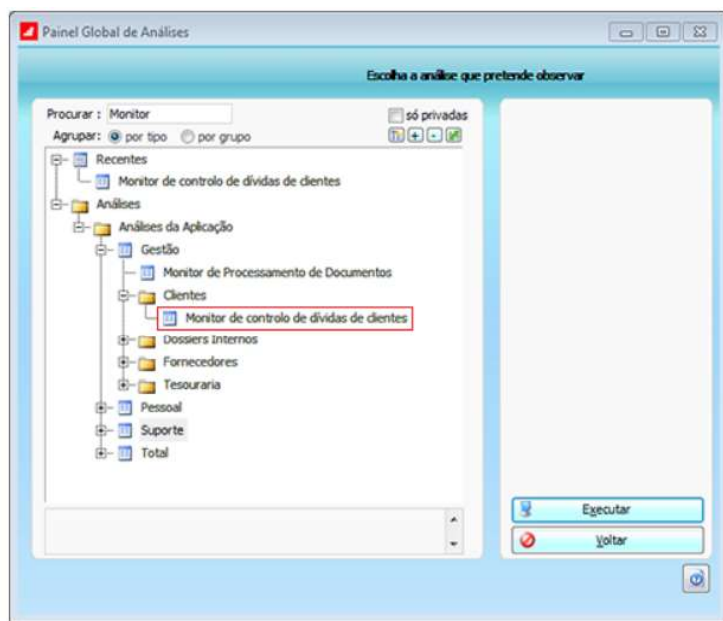 Painel Global de Análises
Escolha a análise que pretende observar
Procurar : Monitor
só privadas
Agrupar: por tipo por grupo
Recentes
Monitor de controlo de dívidas de clientes
Análises
Análises da Aplicação
Gestão
Monitor de Processamento de Documentos
Clientes
Monitor de controlo de dívidas de clientes
Dossiers Internos
Fornecedores
Tesouraria
Pessoal
Suporte
Total
Executar
Voltar